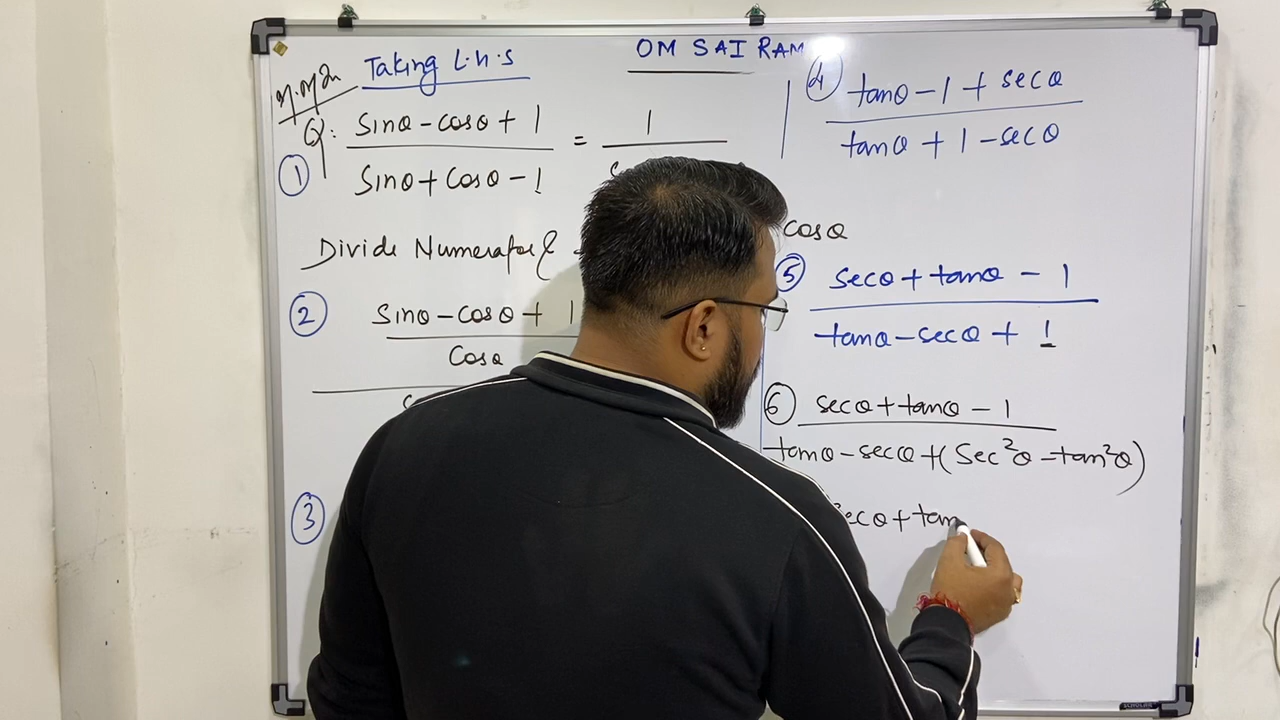 OM SAI RAM
Taking L.h.s
Q: sinθ - cosθ + 1 / sinθ + cosθ - 1 = 1 / S
①
Divide Numerator &
cosθ
② sinθ - cosθ + 1
cosθ
③
④ tanθ - 1 + secθ
tanθ + 1 - secθ
⑤ secθ + tanθ - 1
tanθ - secθ + 1
⑥ secθ + tanθ - 1
tanθ - secθ + (sec²θ - tan²θ)
secθ + tan